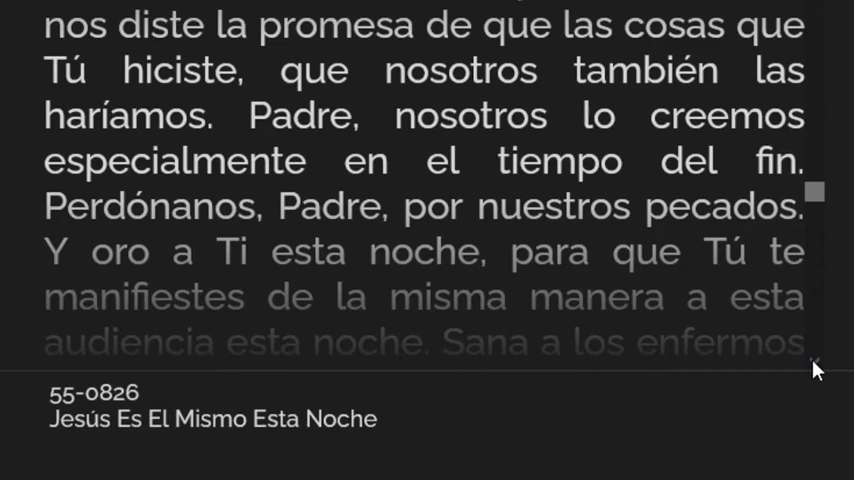 nos diste la promesa de que las cosas que
Tú hiciste, que nosotros también las
haríamos. Padre, nosotros lo creemos
especialmente en el tiempo del fin.
Perdónanos, Padre, por nuestros pecados.
Y oro a Ti esta noche, para que Tú te
manifiestes de la misma manera a esta
audiencia esta noche. Sana a los enfermos
55-0826
Jesús Es El Mismo Esta Noche